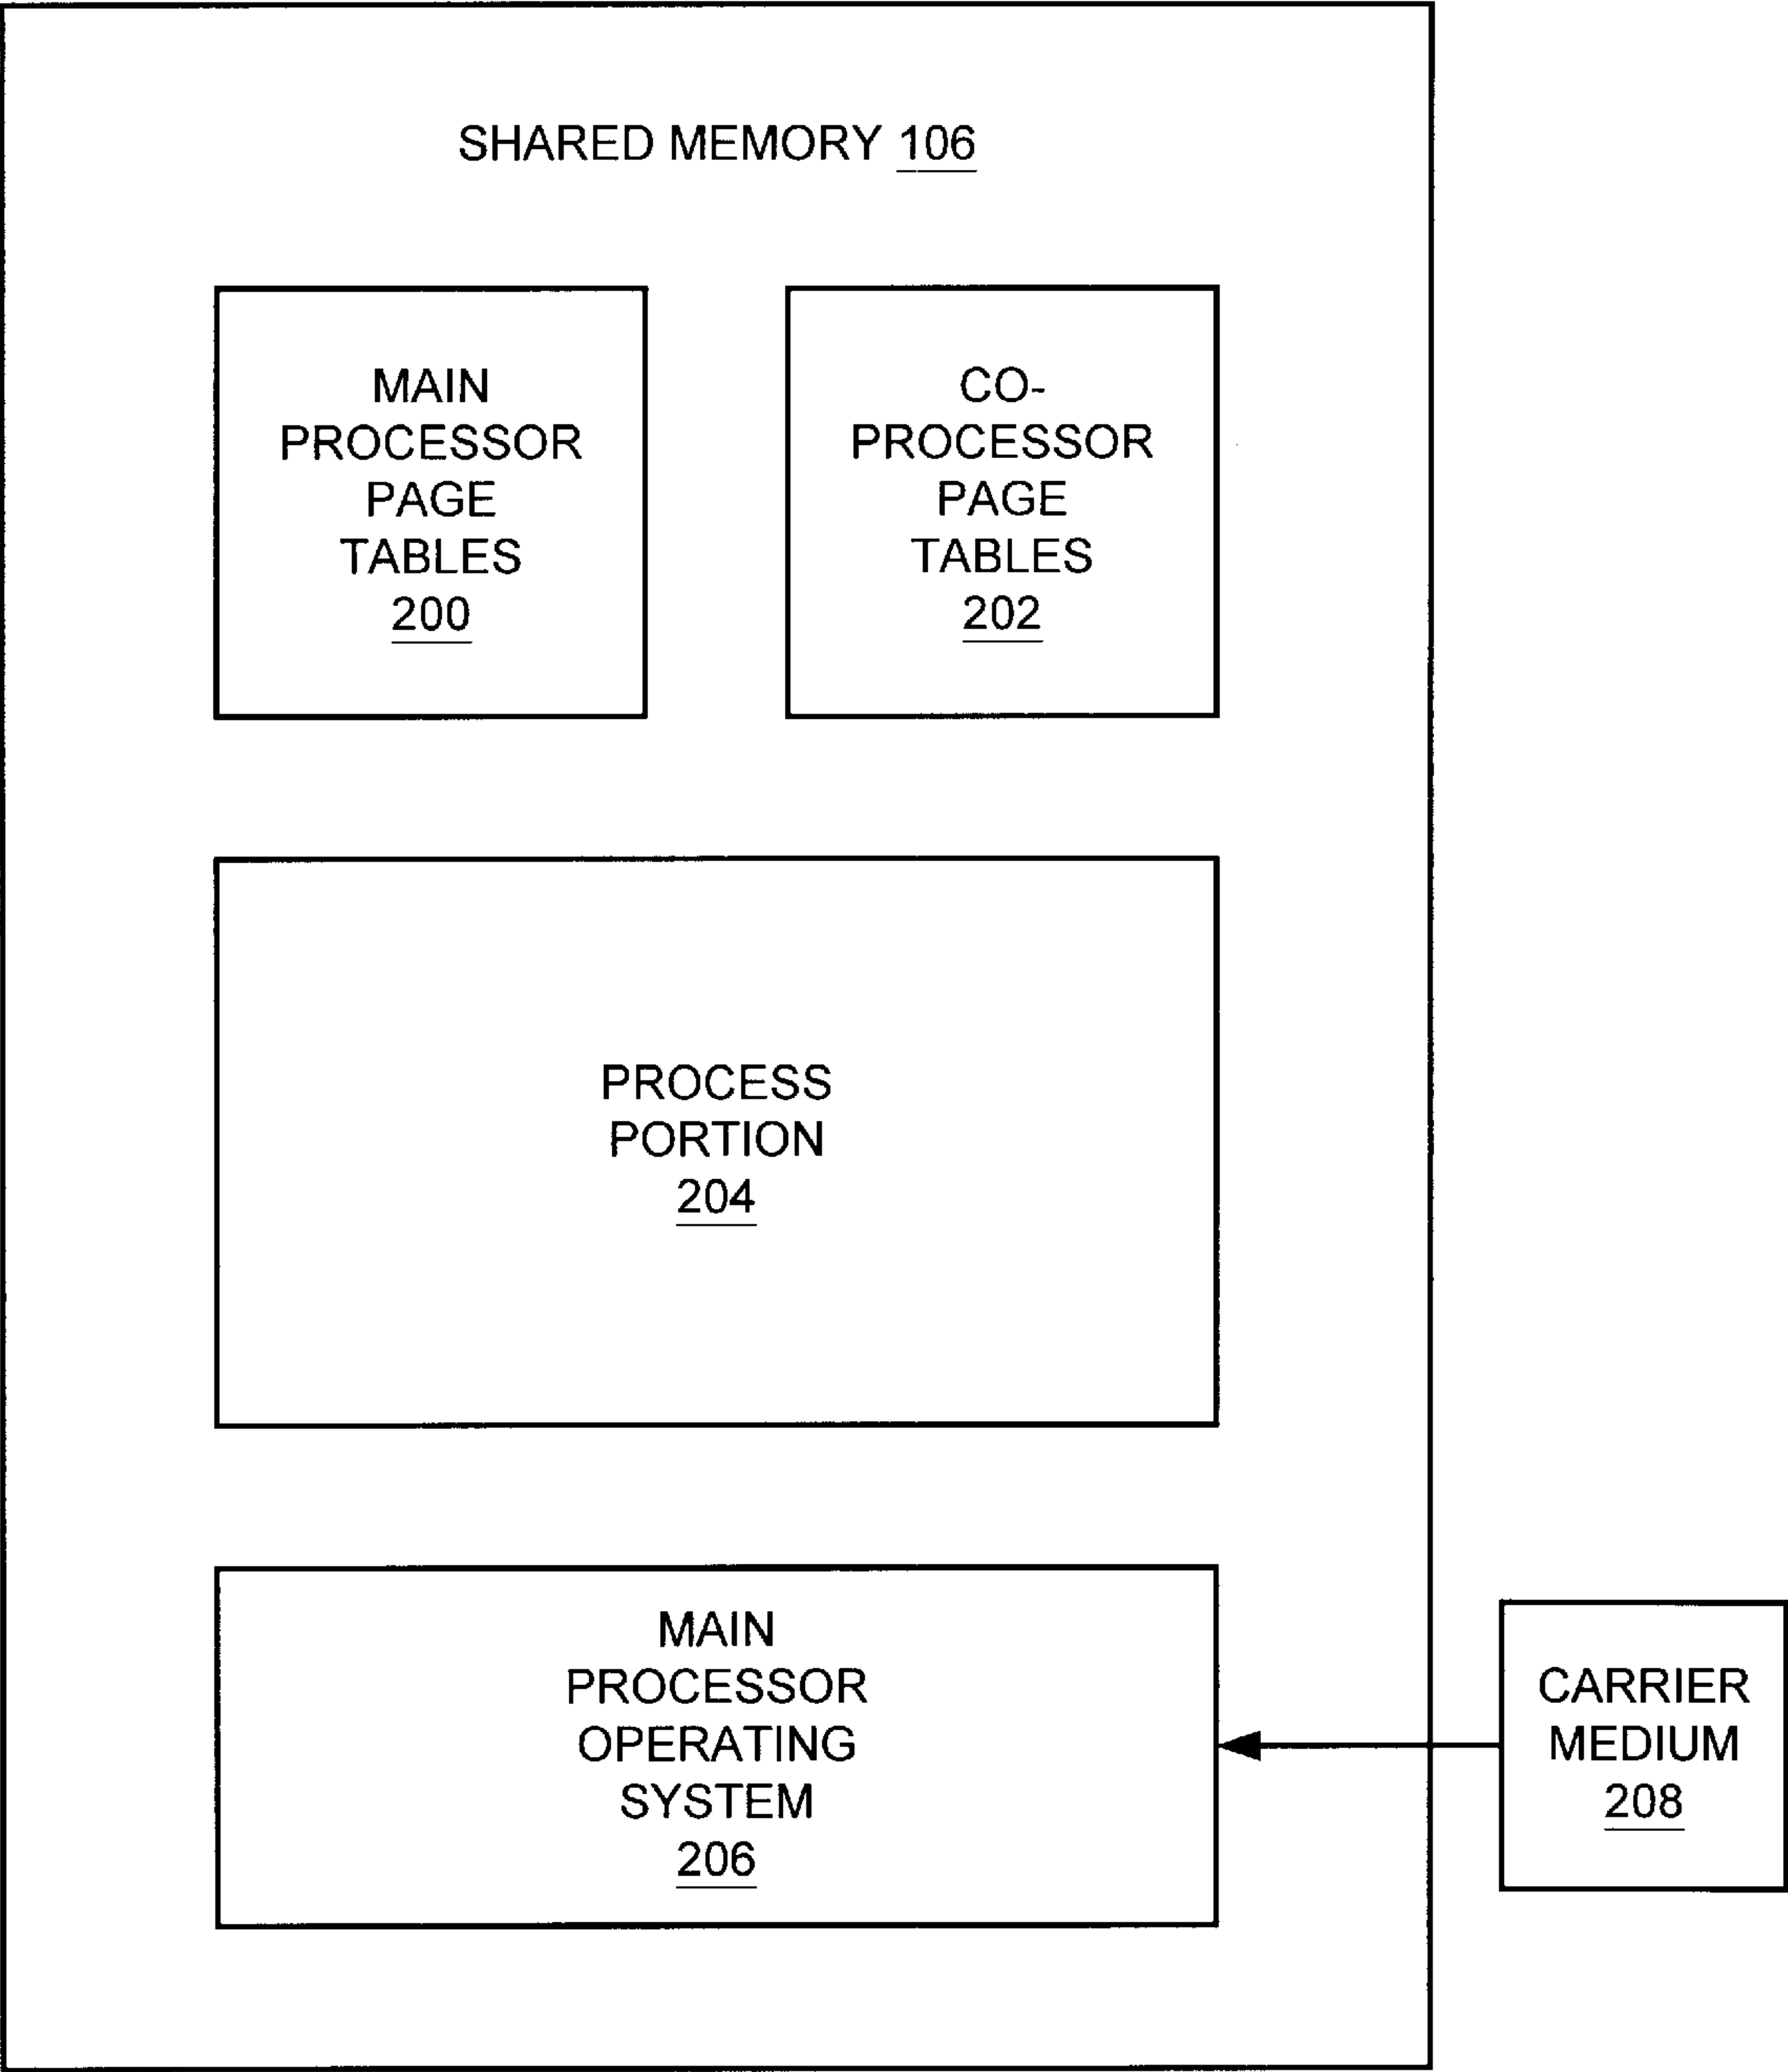 SHARED MEMORY 106
MAIN
PROCESSOR
PAGE
TABLES
200
CO-
PROCESSOR
PAGE
TABLES
202
PROCESS
PORTION
204
MAIN
PROCESSOR
OPERATING
SYSTEM
206
CARRIER
MEDIUM
208